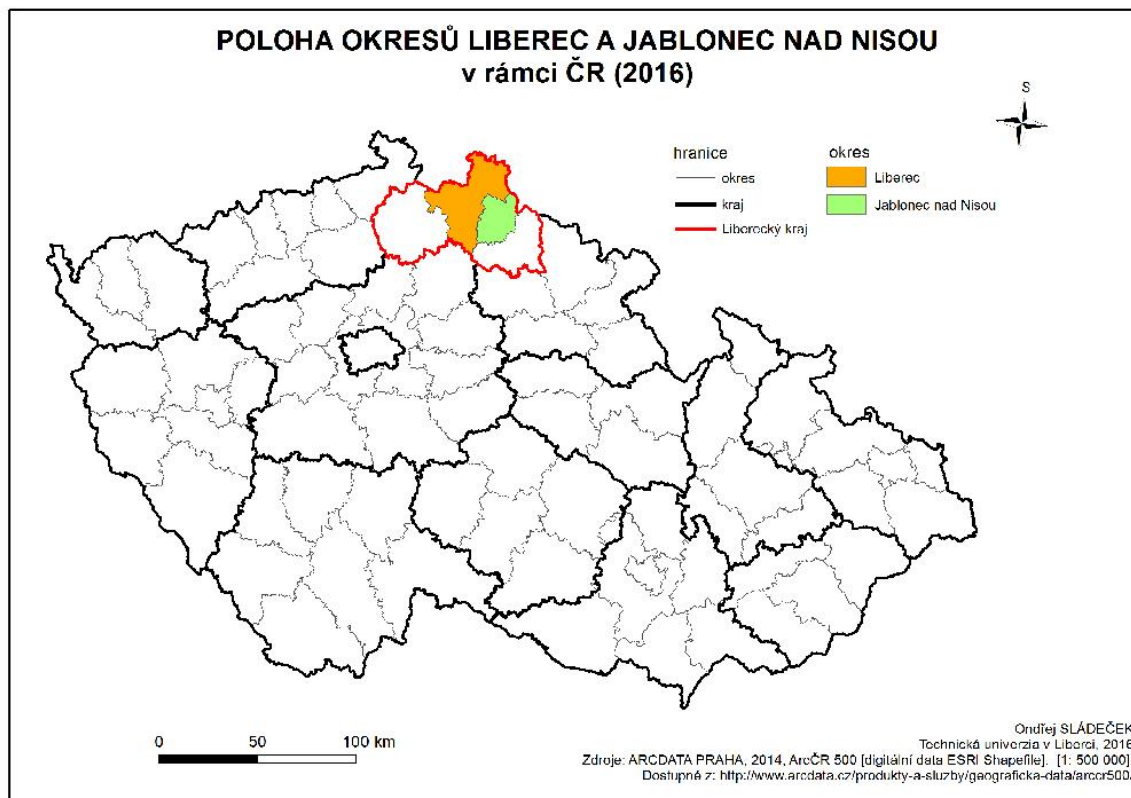 POLOHA OKRESŮ LIBEREC A JABLONEC NAD NISOU
v rámci ČR (2016)
S
hranice
okres
kraj
Liberecký kraj
okres
Liberec
Jablonec nad Nisou
0 50 100 km
Ondřej SLÁDEČEK
Technická univerzia v Liberci, 2016
Zdroje: ARCDATA PRAHA, 2014, ArcČR 500 [digitální data ESRI Shapefile]. [1: 500 000]
Dostupné z: http://www.arcdata.cz/produkty-a-sluzby/geograficka-data/arccr500/